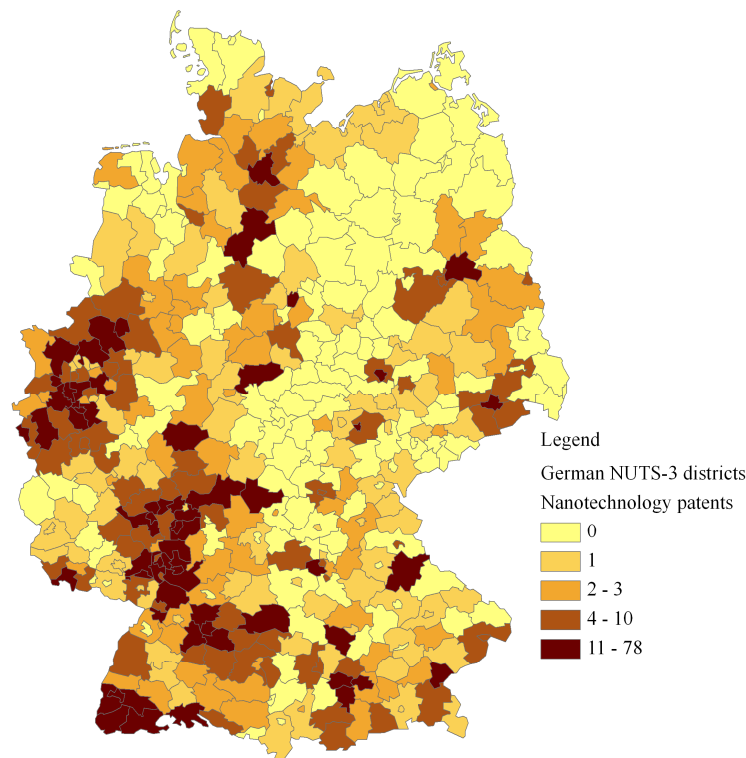 Legend
German NUTS-3 districts
Nanotechnology patents
0
1
2 - 3
4 - 10
11 - 78